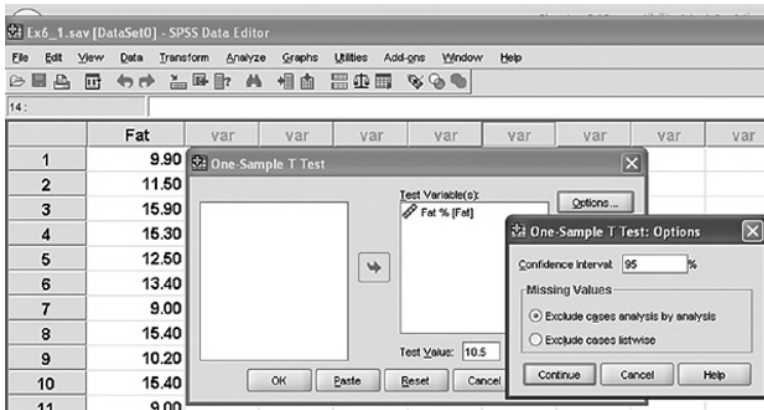 Ex6_1.sav [DataSet0] - SPSS Data Editor
File Edit View Data Transform Analyze Graphs Utilities Add-ons Window Help
14 :
Fat var var var var var var var var
1 9.90
2 11.50
3 15.90
4 16.30
5 12.50
6 13.40
7 9.00
8 15.40
9 10.20
10 15.40
11 9.00
One-Sample T Test
Test Variable(s):
Fat % [Fat]
Options...
Test Value: 10.5
OK Paste Reset Cancel
One-Sample T Test: Options
Confidence Interval: 95 %
Missing Values
Exclude cases analysis by analysis
Exclude cases listwise
Continue Cancel Help